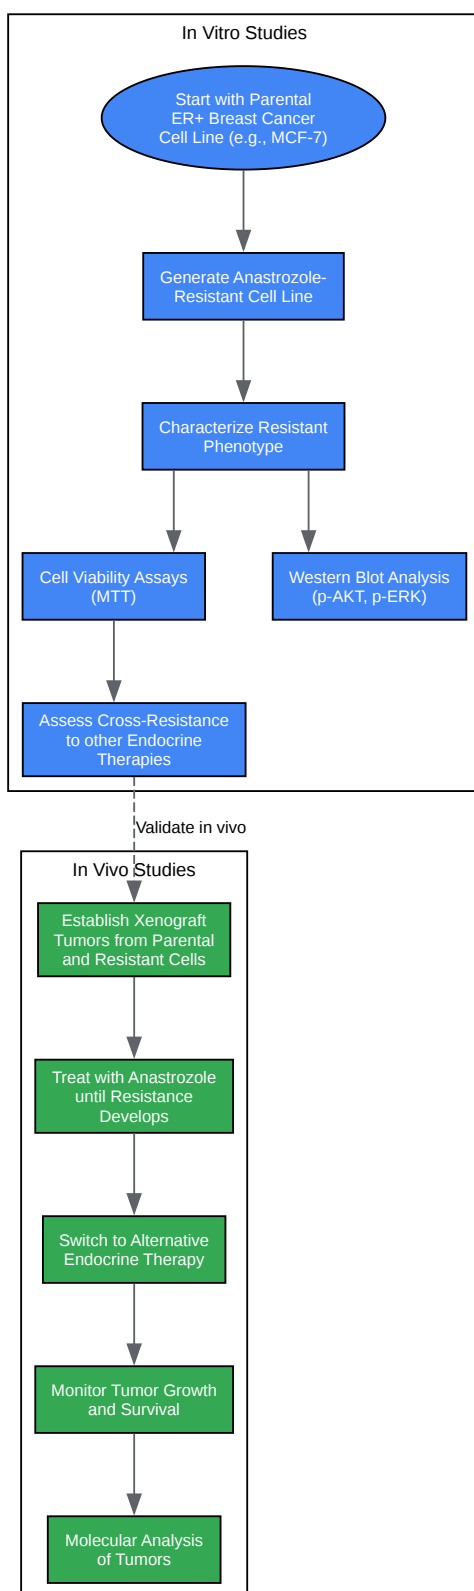 In Vitro Studies
Start with Parental
ER+ Breast Cancer
Cell Line (e.g., MCF-7)
Generate Anastrozole-
Resistant Cell Line
Characterize Resistant
Phenotype
Cell Viability Assays
(MTT)
Western Blot Analysis
(p-AKT, p-ERK)
Assess Cross-Resistance
to other Endocrine
Therapies
Validate in vivo
In Vivo Studies
Establish Xenograft
Tumors from Parental
and Resistant Cells
Treat with Anastrozole
until Resistance
Develops
Switch to Alternative
Endocrine Therapy
Monitor Tumor Growth
and Survival
Molecular Analysis
of Tumors